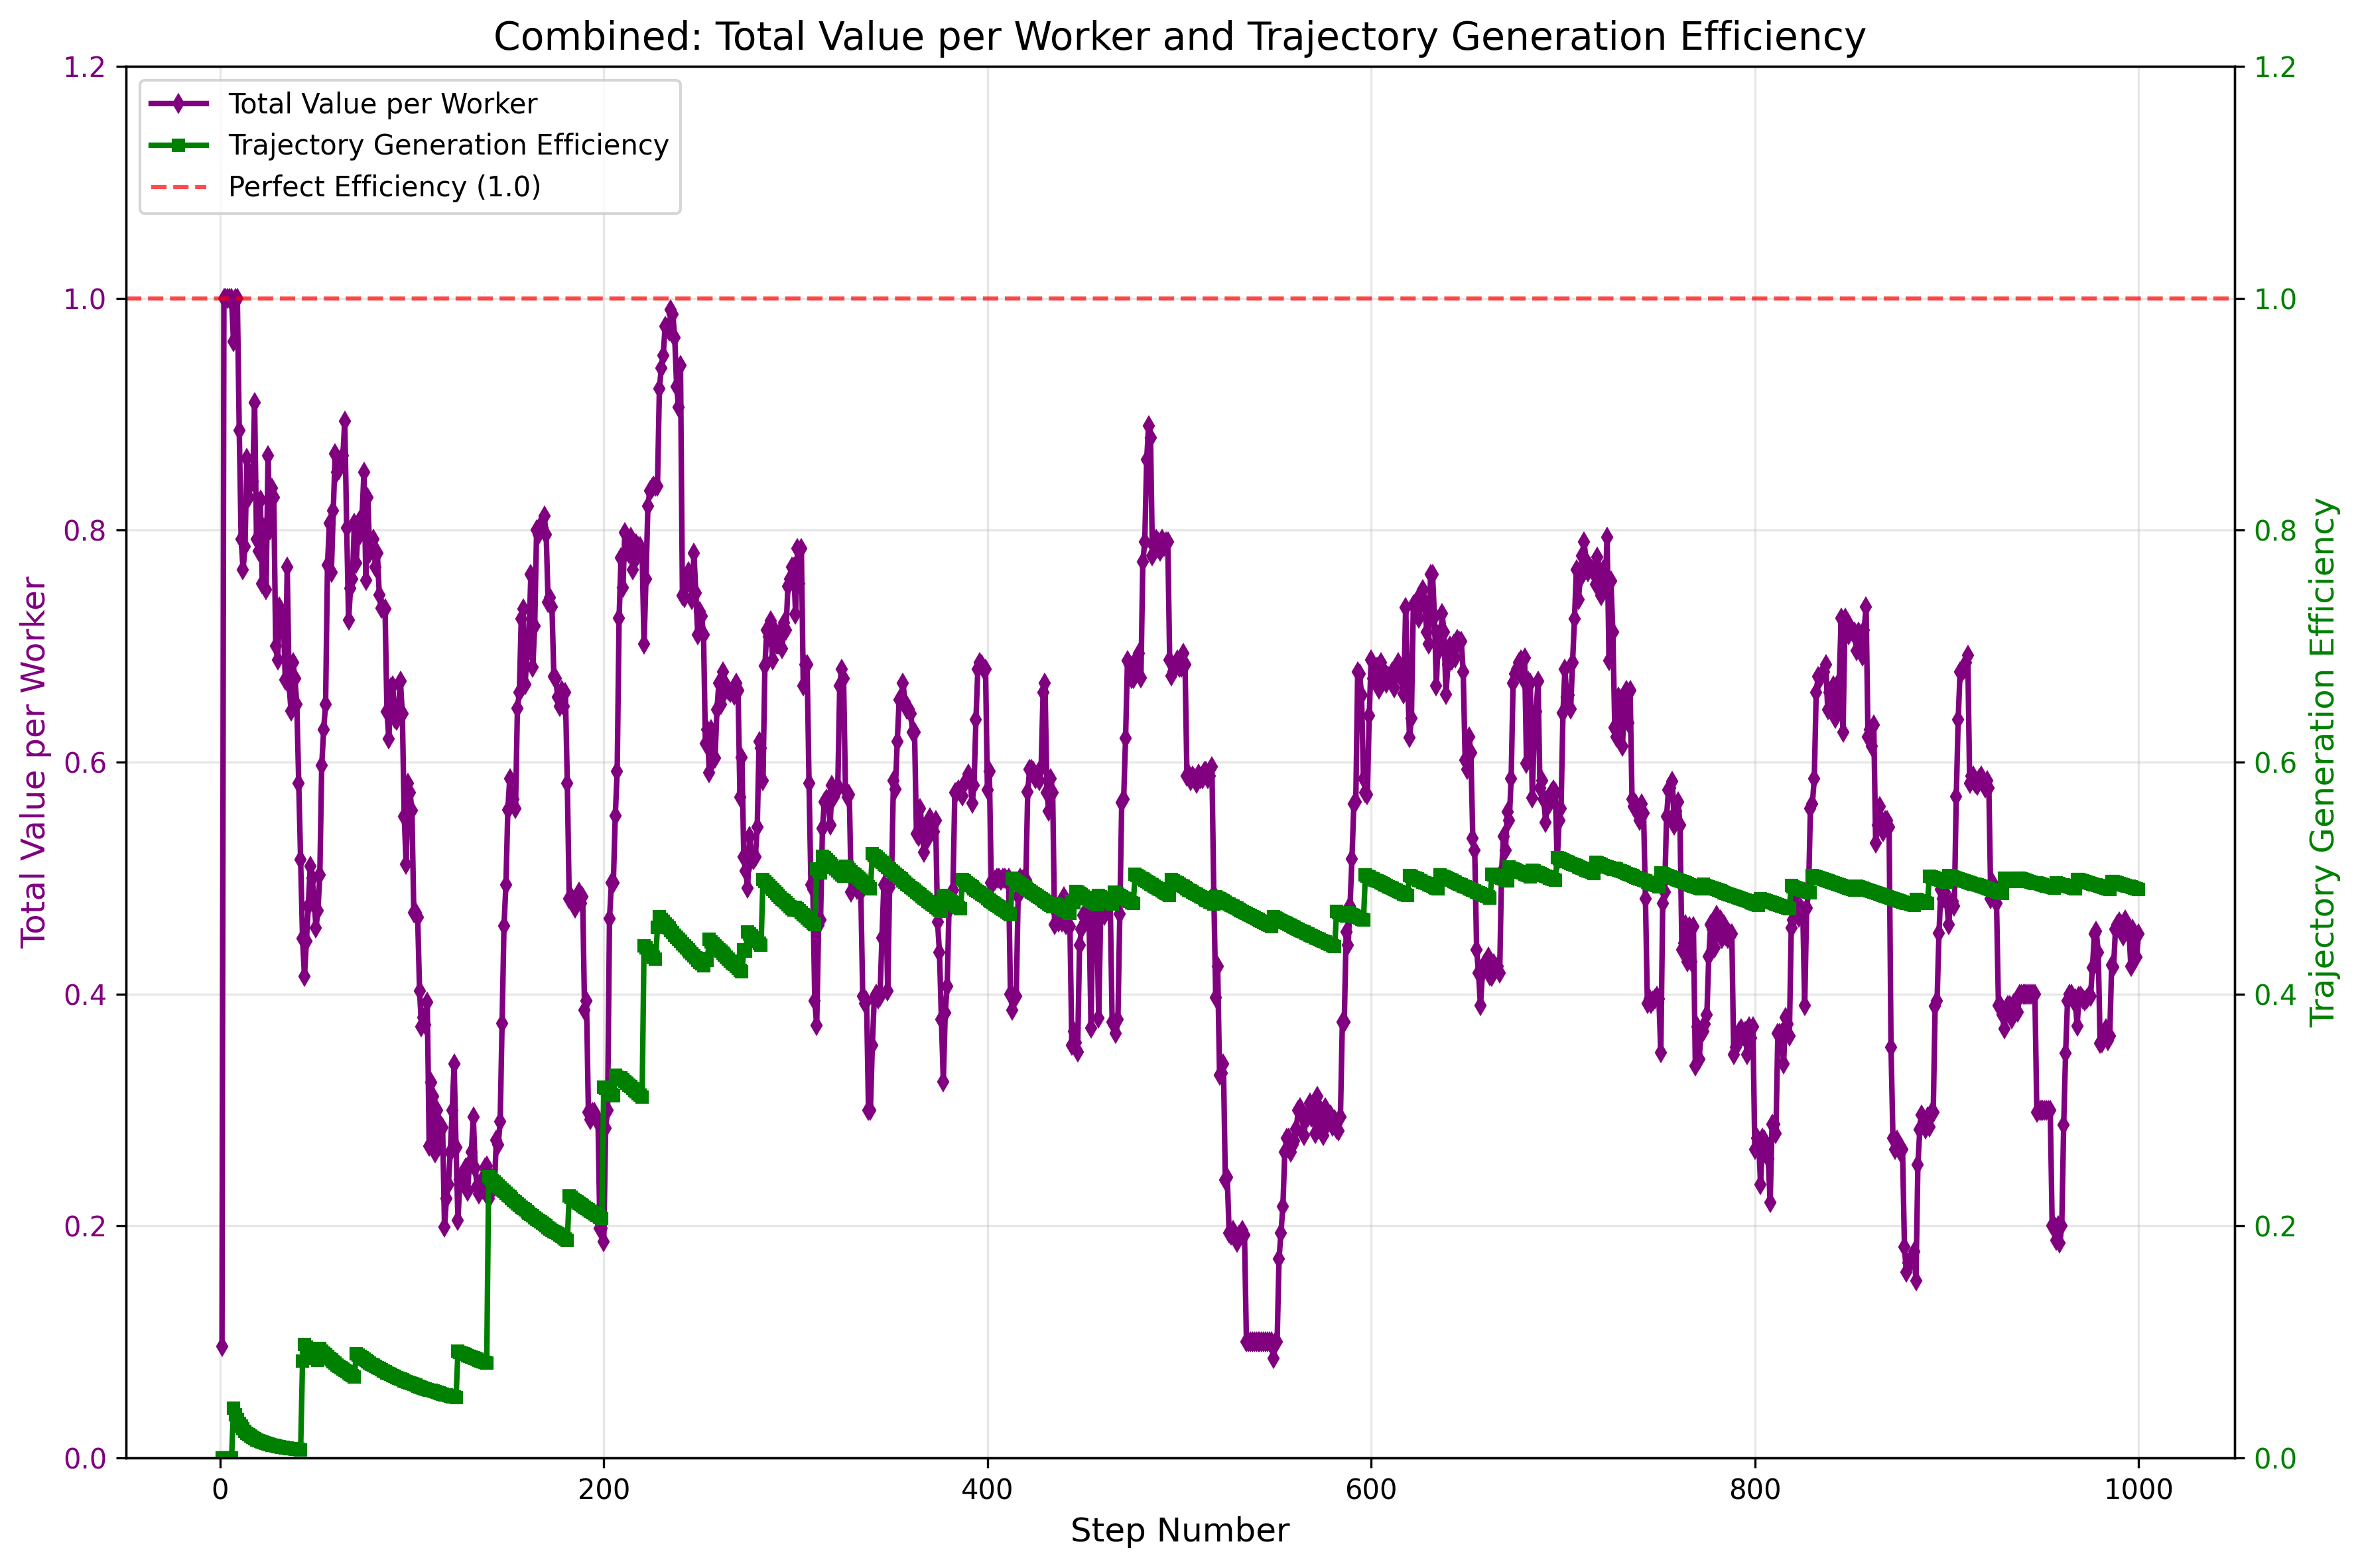 Combined: Total Value per Worker and Trajectory Generation Efficiency
Total Value per Worker
Trajectory Generation Efficiency
Perfect Efficiency (1.0)
Total Value per Worker
1.2
1.0
0.8
0.6
0.4
0.2
0.0
1.2
1.0
0.8
0.6
0.4
0.2
0.0
Trajectory Generation Efficiency
0 200 400 600 800 1000
Step Number